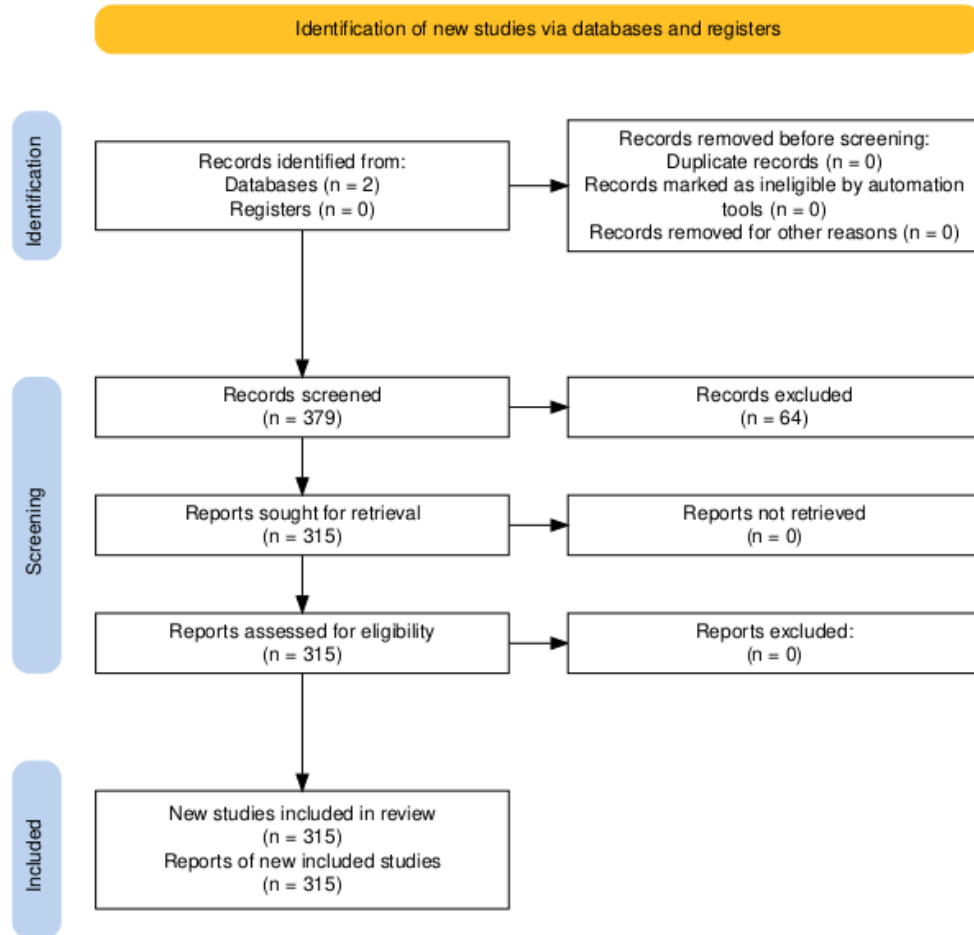 Identification of new studies via databases and registers
Identification
Records identified from:
Databases (n = 2)
Registers (n = 0)
Records removed before screening:
Duplicate records (n = 0)
Records marked as ineligible by automation
tools (n = 0)
Records removed for other reasons (n = 0)
Screening
Records screened
(n = 379)
Records excluded
(n = 64)
Reports sought for retrieval
(n = 315)
Reports not retrieved
(n = 0)
Reports assessed for eligibility
(n = 315)
Reports excluded:
(n = 0)
Included
New studies included in review
(n = 315)
Reports of new included studies
(n = 315)